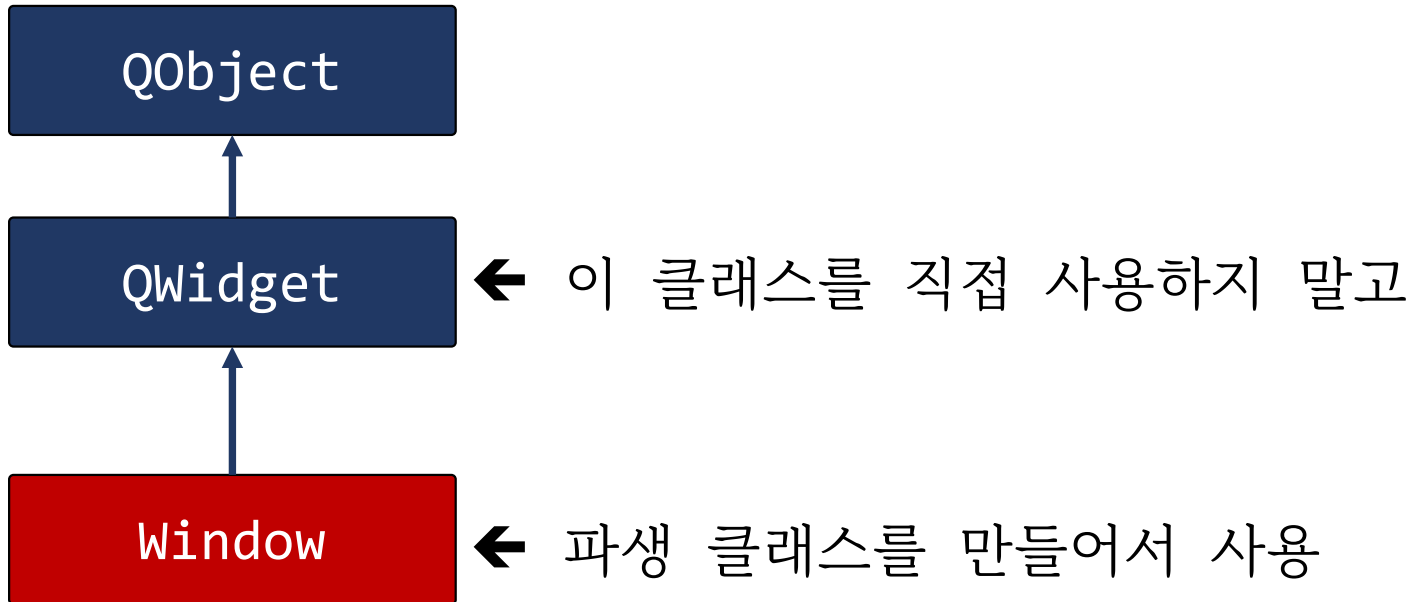 QObject
QWidget
🡸 이 클래스를 직접 사용하지 말고
Window
🡸 파생 클래스를 만들어서 사용